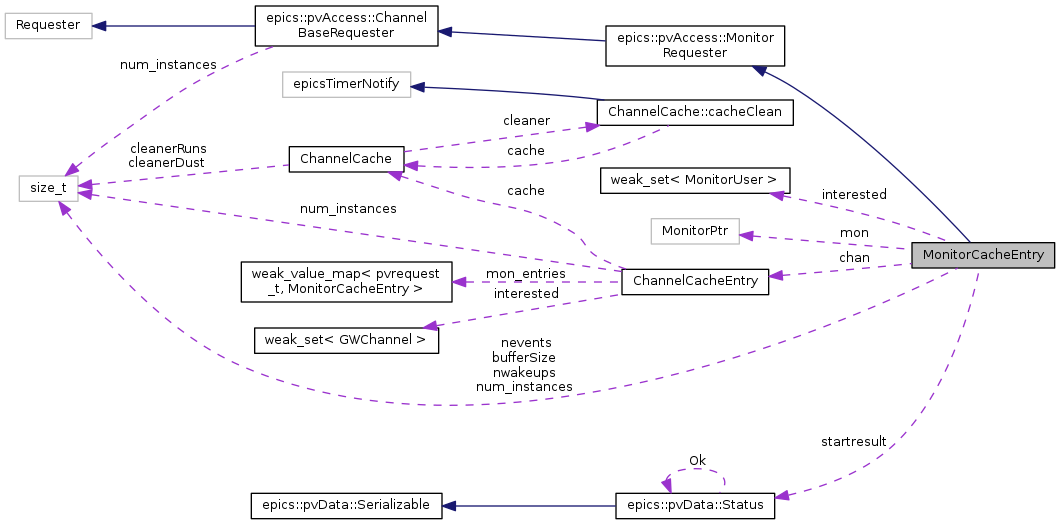 Requester
epics::pvAccess::Channel
BaseRequester
epics::pvAccess::Monitor
Requester
num_instances
epicsTimerNotify
ChannelCache::cacheClean
cleaner
cleanerRuns
cleanerDust
ChannelCache
cache
size_t
cache
weak_set< MonitorUser >
interested
num_instances
MonitorPtr
mon
MonitorCacheEntry
chan
weak_value_map< pvrequest
_t, MonitorCacheEntry >
mon_entries
ChannelCacheEntry
interested
weak_set< GWChannel >
nevents
bufferSize
nwakeups
num_instances
startresult
Ok
epics::pvData::Serializable
epics::pvData::Status